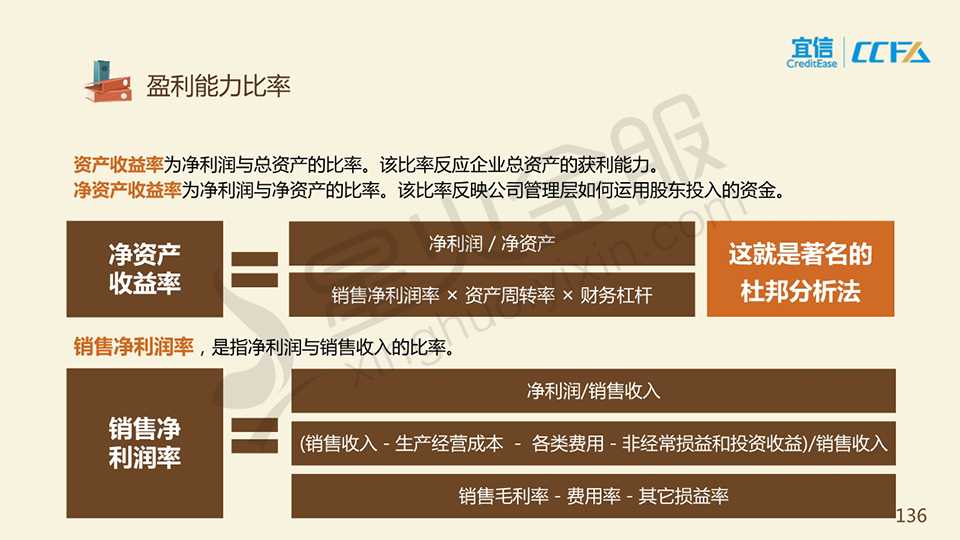 宜信
CreditEase
CCFA
盈利能力比率
资产收益率为净利润与总资产的比率。该比率反应企业总资产的获利能力。
净资产收益率为净利润与净资产的比率。该比率反映公司管理层如何运用股东投入的资金。
净资产
收益率
=
净利润 / 净资产
销售净利润率 × 资产周转率 × 财务杠杆
这就是著名的
杜邦分析法
销售净利润率，是指净利润与销售收入的比率。
销售净
利润率
=
净利润/销售收入
(销售收入 - 生产经营成本 - 各类费用 - 非经常损益和投资收益)/销售收入
销售毛利率 - 费用率 - 其它损益率
136
星火金服
xinghuoyixin.com